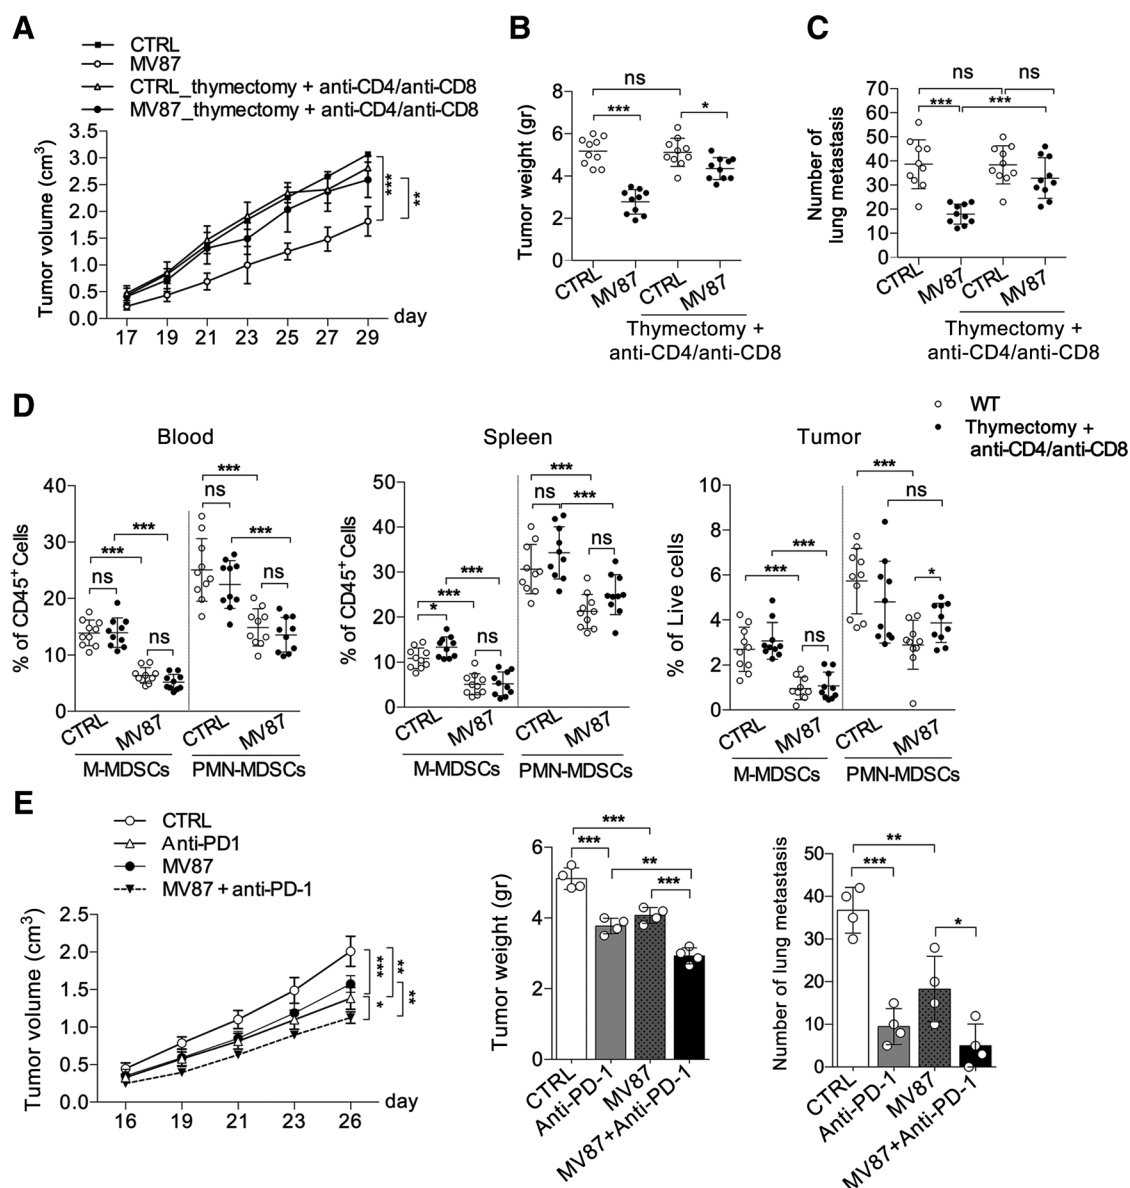 A
CTRL
MV87
CTRL_thymectomy + anti-CD4/anti-CD8
MV87_thymectomy + anti-CD4/anti-CD8
Tumor volume (cm3)
3.5
3.0
2.5
2.0
1.5
1.0
0.5
0.0
17 19 21 23 25 27 29 day
*** **
B
Tumor weight (gr)
8
6
4
2
0
ns
*** *
CTRL MV87 CTRL MV87
Thymectomy +
anti-CD4/anti-CD8
C
Number of
lung metastasis
70
60
50
40
30
20
10
0
ns ns
*** ***
CTRL MV87 CTRL MV87
Thymectomy +
anti-CD4/anti-CD8
D
WT
Thymectomy +
anti-CD4/anti-CD8
Blood
% of CD45+ Cells
40
30
20
10
0
***
ns
*** ***
***
ns ns
ns
CTRL MV87 CTRL MV87
M-MDSCs PMN-MDSCs
Spleen
% of CD45+ Cells
50
40
30
20
10
0
***
ns ***
ns
***
***
*
ns
CTRL MV87 CTRL MV87
M-MDSCs PMN-MDSCs
Tumor
% of Live cells
10
8
6
4
2
0
***
ns
***
*** *
ns
CTRL MV87 CTRL MV87
M-MDSCs PMN-MDSCs
E
CTRL
Anti-PD1
MV87
MV87 + anti-PD-1
Tumor volume (cm3)
2.5
2.0
1.5
1.0
0.5
0.0
16 19 21 23 26 day
*** ** * **
Tumor weight (gr)
6
4
2
0
***
*** **
***
CTRL
Anti-PD-1
MV87
MV87+Anti-PD-1
Number of lung metastasis
50
40
30
20
10
0
**
***
*
CTRL
Anti-PD-1
MV87
MV87+Anti-PD-1